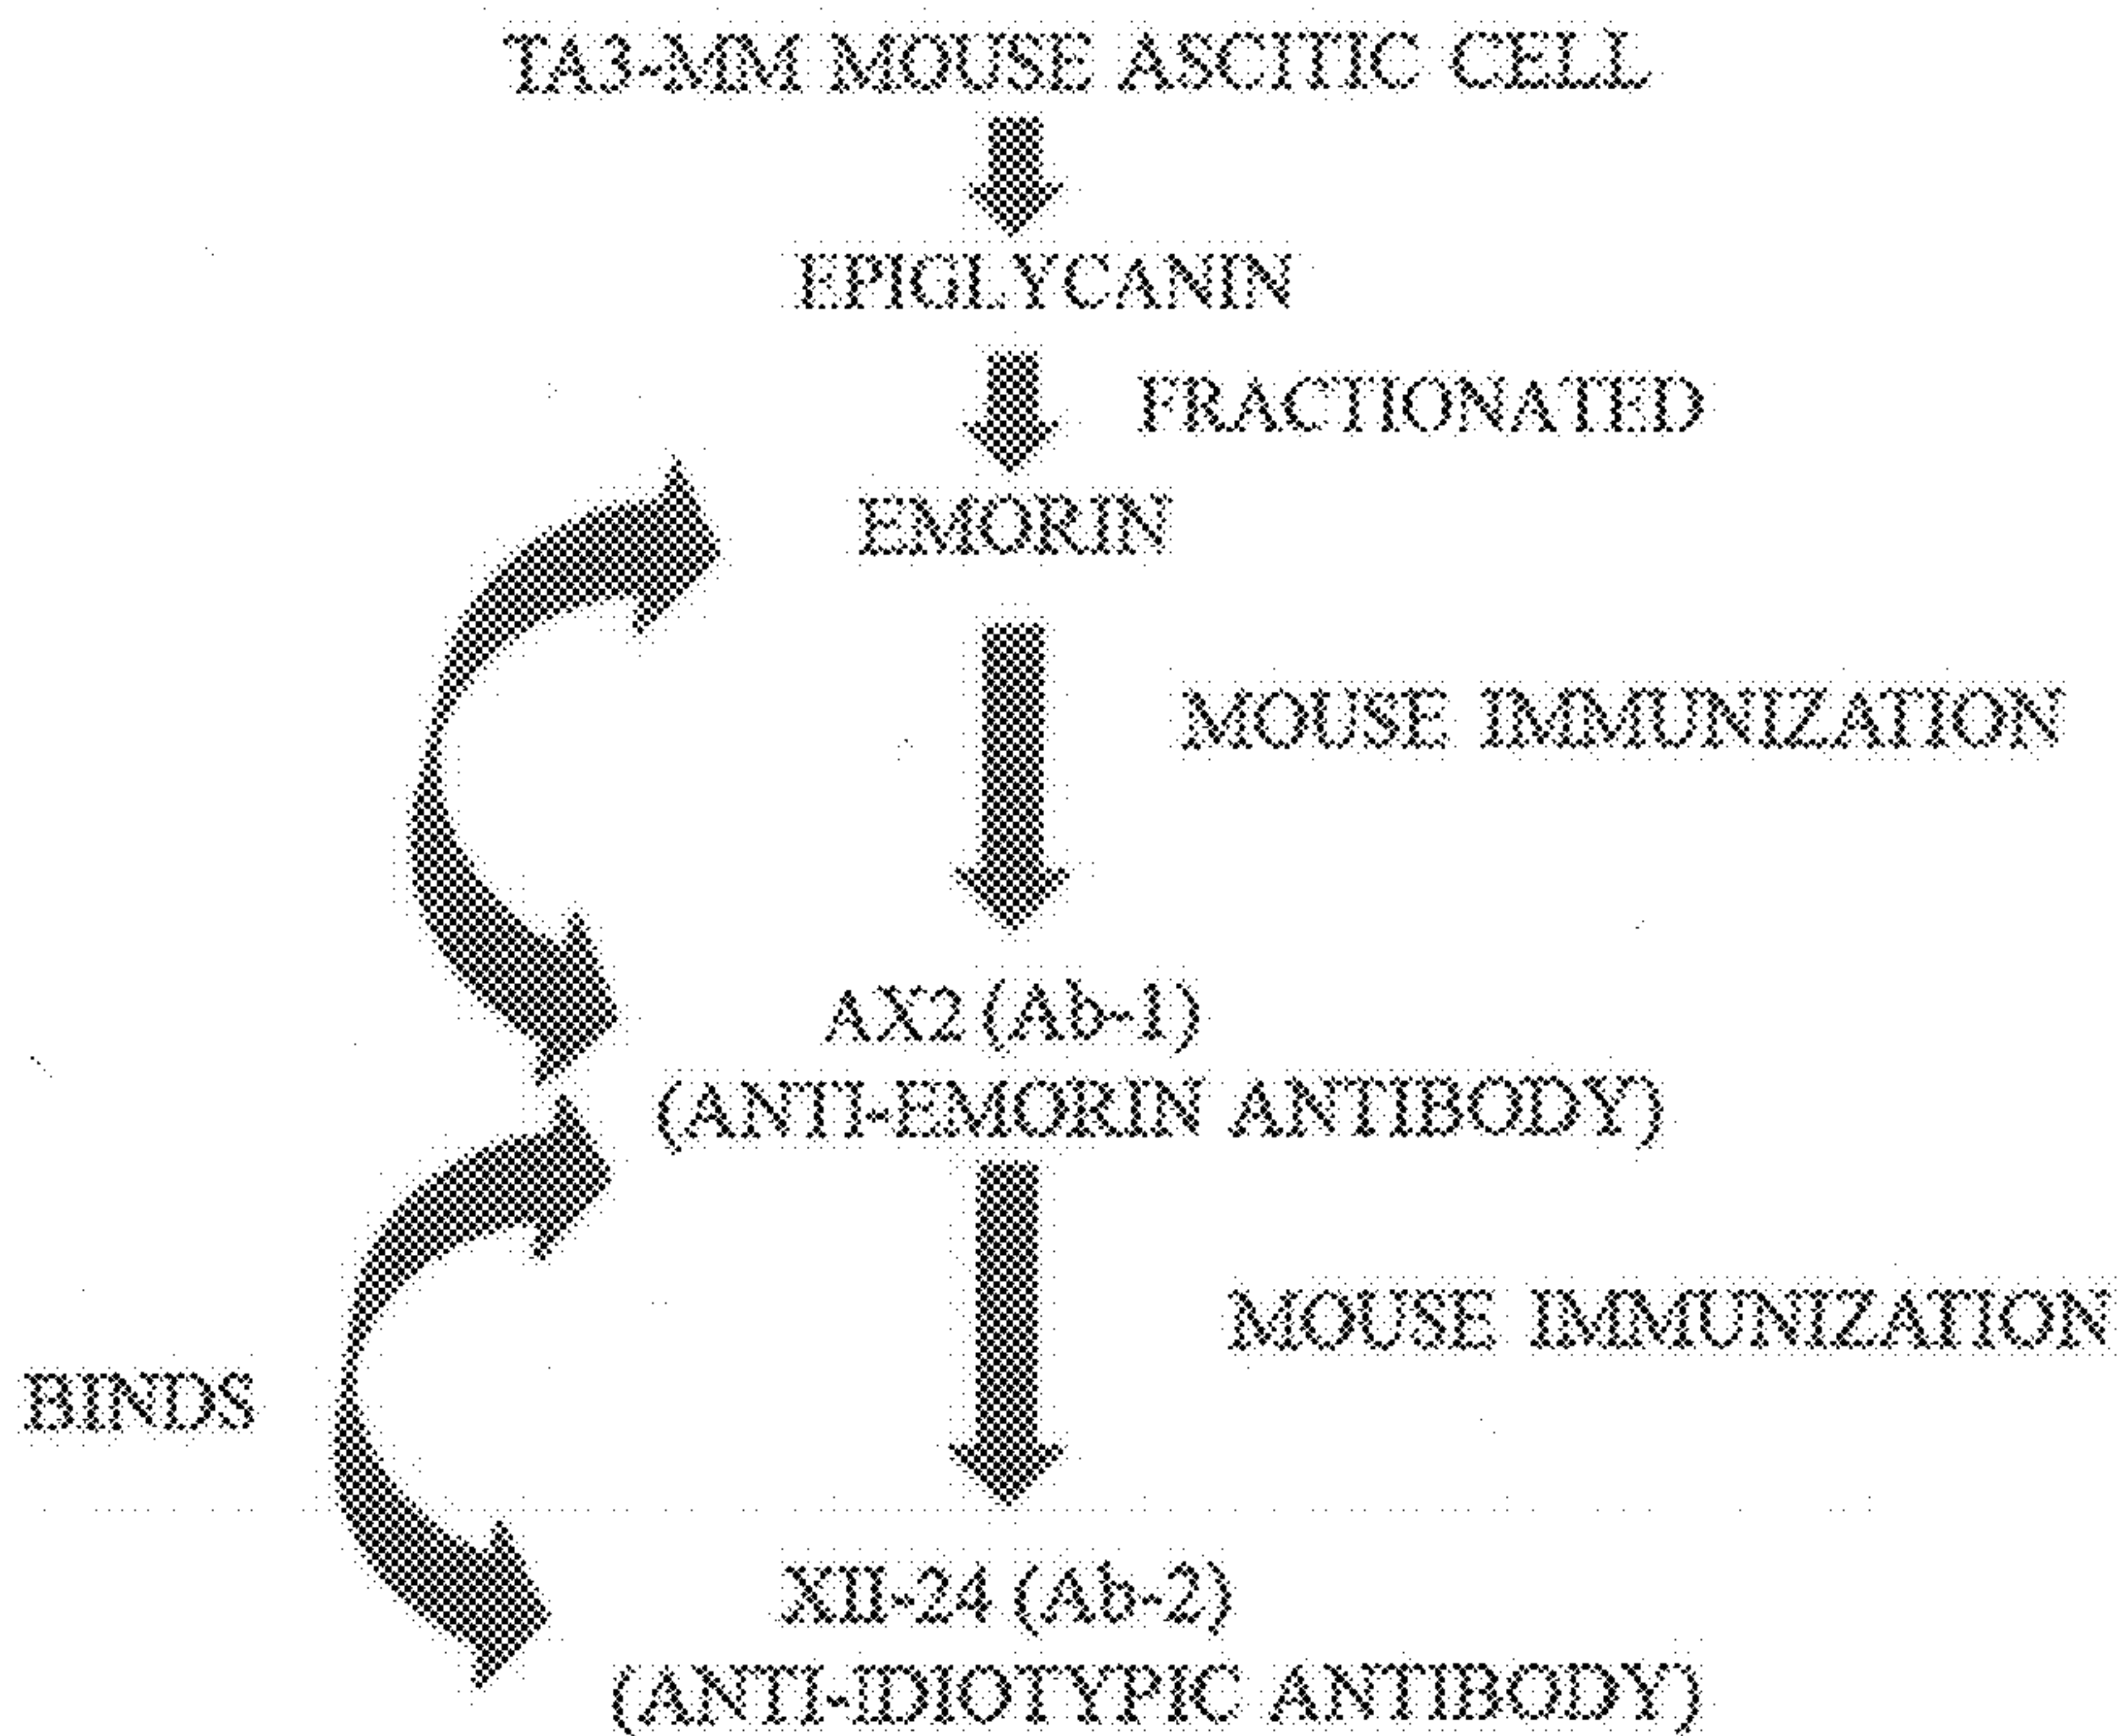 TA3-MM MOUSE ASCITIC CELL
EPIGLYCANIN
FRACTIONATED
EMORIN
MOUSE IMMUNIZATION
AX2 (Ab-1)
(ANTI-EMORIN ANTIBODY)
MOUSE IMMUNIZATION
BINDS
XII-24 (Ab-2)
(ANTI-IDIOTYPIC ANTIBODY)